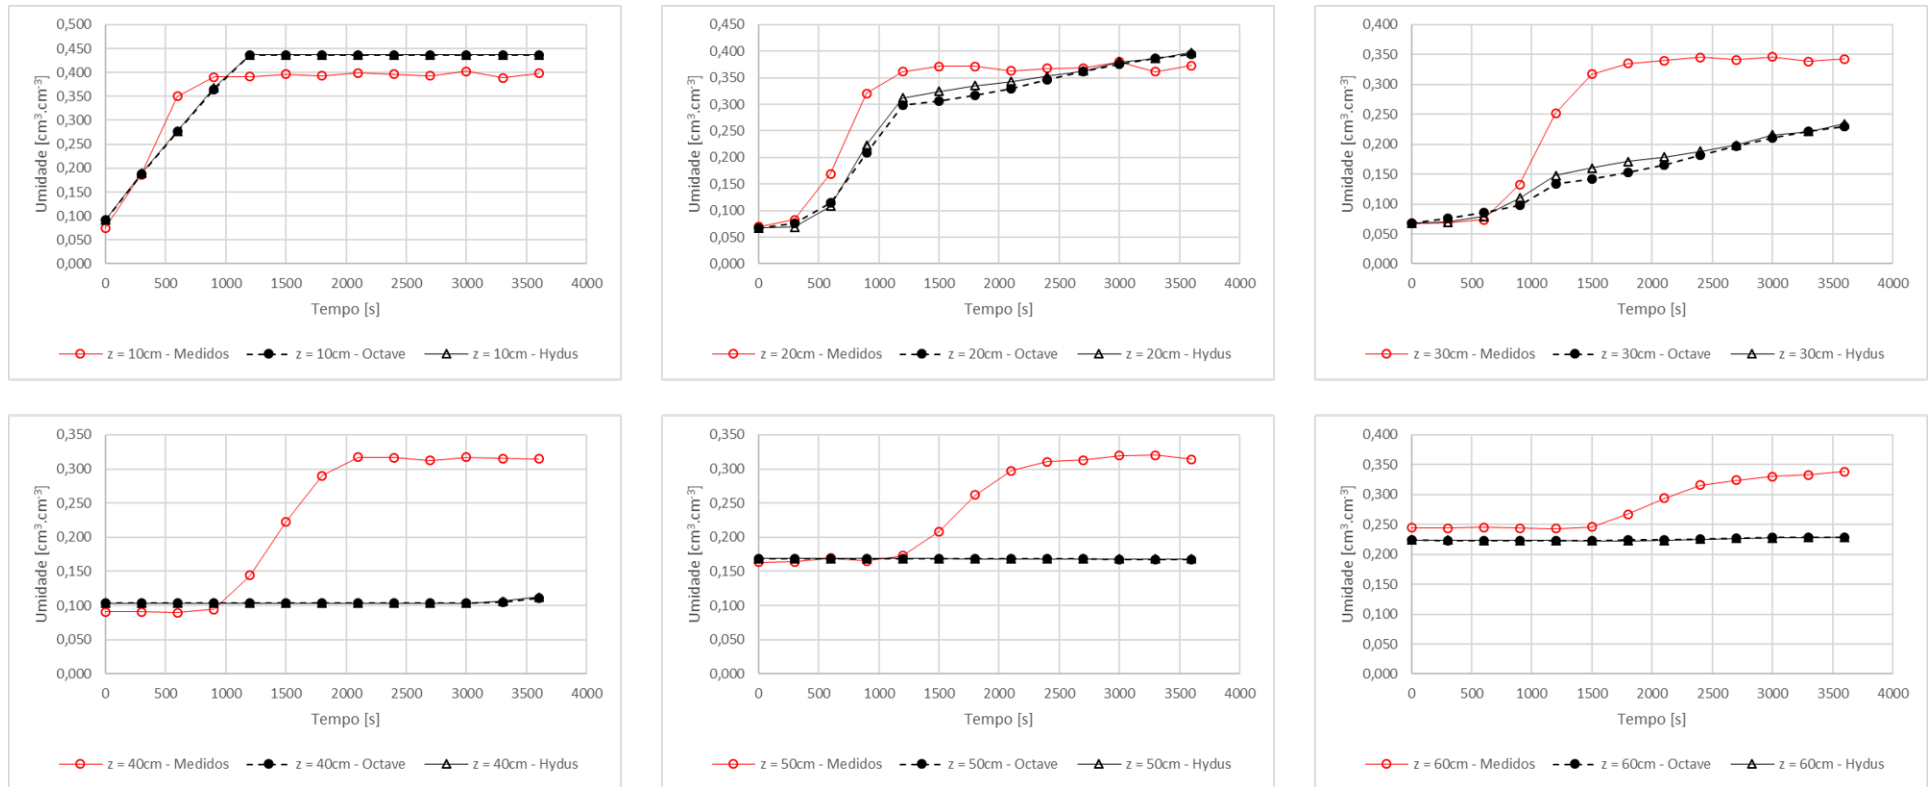 0,500
0,450
0,400
0,350
0,300
0,250
0,200
0,150
0,100
0,050
0,000
Umidade [cm³.cm⁻³]
0 500 1000 1500 2000 2500 3000 3500 4000
Tempo [s]
z = 10cm - Medidos z = 10cm - Octave z = 10cm - Hydus
0,450
0,400
0,350
0,300
0,250
0,200
0,150
0,100
0,050
0,000
Umidade [cm³.cm⁻³]
0 500 1000 1500 2000 2500 3000 3500 4000
Tempo [s]
z = 20cm - Medidos z = 20cm - Octave z = 20cm - Hydus
0,400
0,350
0,300
0,250
0,200
0,150
0,100
0,050
0,000
Umidade [cm³.cm⁻³]
0 500 1000 1500 2000 2500 3000 3500 4000
Tempo [s]
z = 30cm - Medidos z = 30cm - Octave z = 30cm - Hydus
0,350
0,300
0,250
0,200
0,150
0,100
0,050
0,000
Umidade [cm³.cm⁻³]
0 500 1000 1500 2000 2500 3000 3500 4000
Tempo [s]
z = 40cm - Medidos z = 40cm - Octave z = 40cm - Hydus
0,350
0,300
0,250
0,200
0,150
0,100
0,050
0,000
Umidade [cm³.cm⁻³]
0 500 1000 1500 2000 2500 3000 3500 4000
Tempo [s]
z = 50cm - Medidos z = 50cm - Octave z = 50cm - Hydus
0,400
0,350
0,300
0,250
0,200
0,150
0,100
0,050
0,000
Umidade [cm³.cm⁻³]
0 500 1000 1500 2000 2500 3000 3500 4000
Tempo [s]
z = 60cm - Medidos z = 60cm - Octave z = 60cm - Hydus